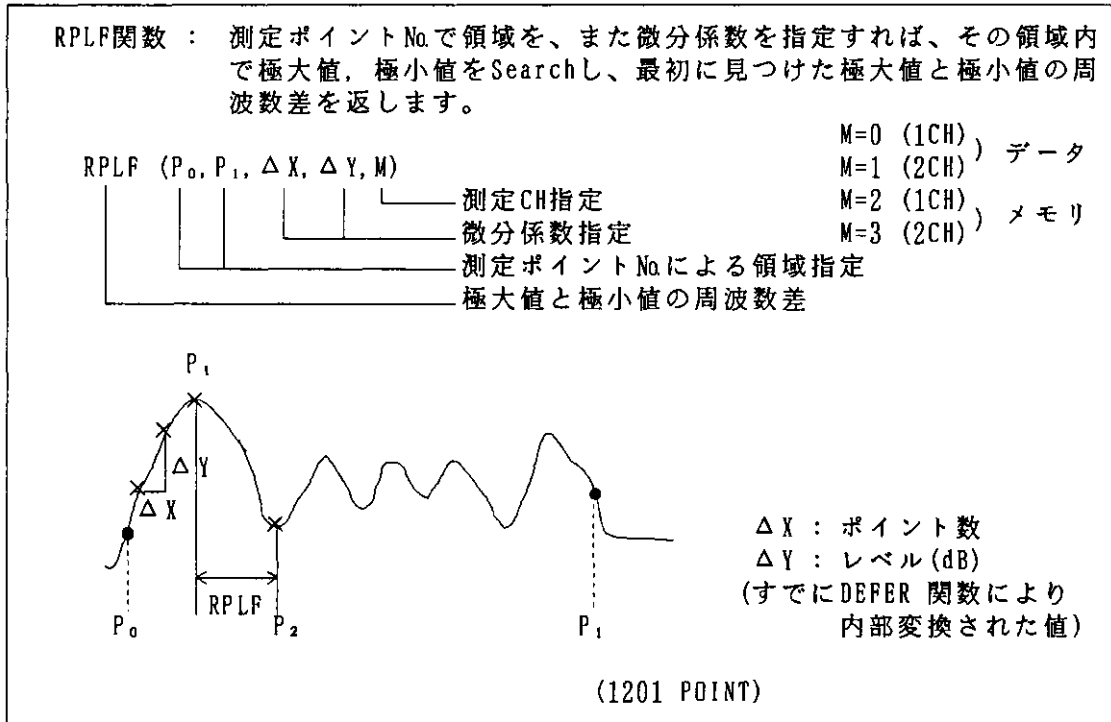 RPLF関数 : 測定ポイント№で領域を、また微分係数を指定すれば、その領域内
で極大値, 極小値をSearchし、最初に見つけた極大値と極小値の周
波数差を返します。
M=0 (1CH)
M=1 (2CH) ) データ
RPLF (P₀, P₁, ΔX, ΔY, M)
測定CH指定
M=2 (1CH)
M=3 (2CH) ) メモリ
微分係数指定
測定ポイント№による領域指定
極大値と極小値の周波数差
P₁
ΔY
ΔX
RPLF
P₀
P₂
P₁
ΔX : ポイント数
ΔY : レベル(dB)
(すでにDEFER 関数により
内部変換された値)
(1201 POINT)